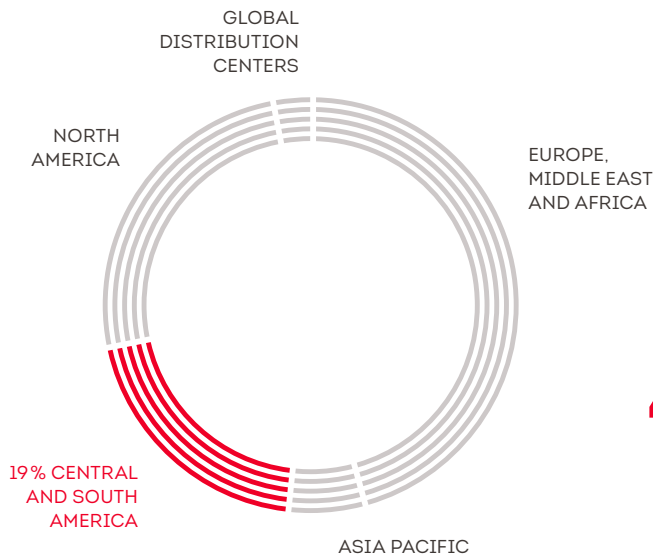 GLOBAL
DISTRIBUTION
CENTERS
NORTH
AMERICA
EUROPE,
MIDDLE EAST
AND AFRICA
19% CENTRAL
AND SOUTH
AMERICA
ASIA PACIFIC